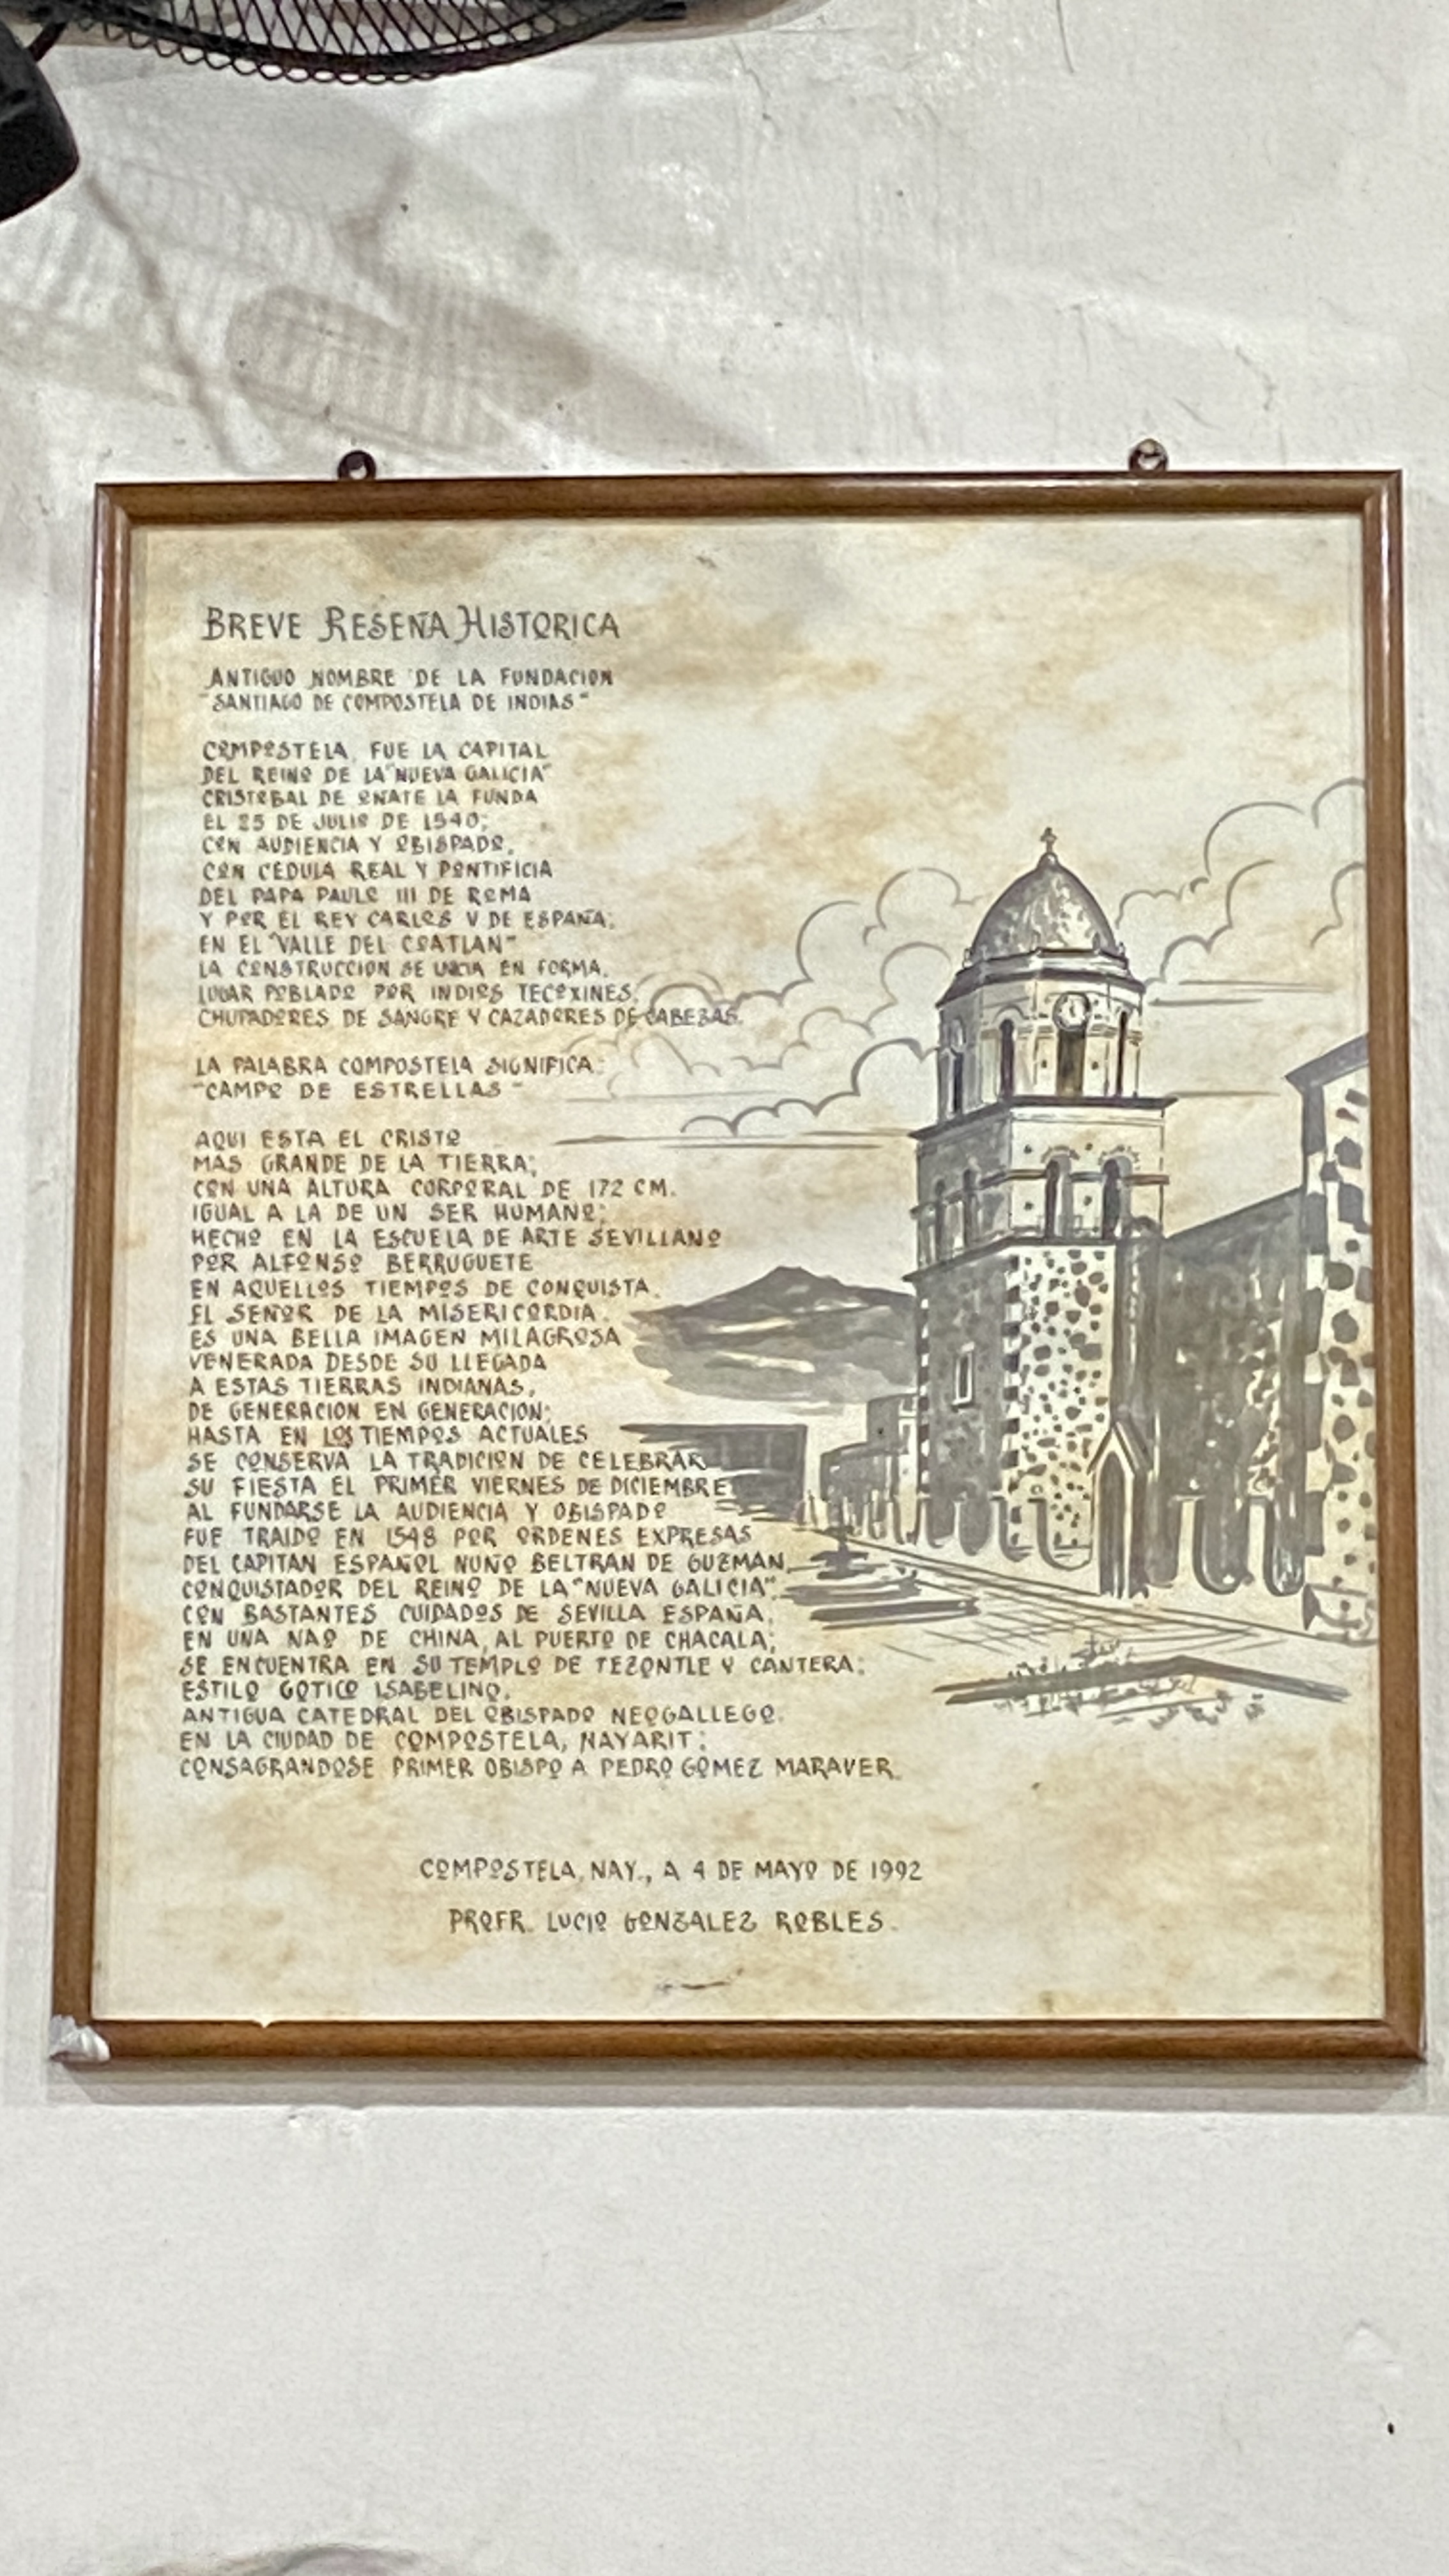 BREVE RESEÑA HISTORICA
ANTIGUO NOMBRE DE LA FUNDACION
"SANTIAGO DE COMPOSTELA DE INDIAS"
COMPOSTELA, FUE LA CAPITAL
DEL REINO DE LA "NUEVA GALICIA"
CRISTOBAL DE OÑATE LA FUNDA
EL 25 DE JULIO DE 1540;
CON AUDIENCIA Y OBISPADO,
CON CEDULA REAL Y PONTIFICIA
DEL PAPA PAULO III DE ROMA
Y POR EL REY CARLOS V DE ESPAÑA;
EN EL "VALLE DEL COATLAN"
LA CONSTRUCCION SE INICIA EN FORMA,
LUGAR POBLADO POR INDIOS TECOXINES,
CHUPADORES DE SANGRE Y CAZADORES DE CABEZAS.
LA PALABRA COMPOSTELA SIGNIFICA:
"CAMPO DE ESTRELLAS"
AQUI ESTA EL CRISTO
MAS GRANDE DE LA TIERRA;
CON UNA ALTURA CORPORAL DE 172 CM.
IGUAL A LA DE UN SER HUMANO;
HECHO EN LA ESCUELA DE ARTE SEVILLANO
POR ALFONSO BERRUGUETE
EN AQUELLOS TIEMPOS DE CONQUISTA.
EL SEÑOR DE LA MISERICORDIA.
ES UNA BELLA IMAGEN MILAGROSA
VENERADA DESDE SU LLEGADA
A ESTAS TIERRAS INDIANAS,
DE GENERACION EN GENERACION;
HASTA EN LOS TIEMPOS ACTUALES
SE CONSERVA LA TRADICION DE CELEBRAR
SU FIESTA EL PRIMER VIERNES DE DICIEMBRE
AL FUNDARSE LA AUDIENCIA Y OBISPADO
FUE TRAIDO EN 1548 POR ORDENES EXPRESAS
DEL CAPITAN ESPAÑOL NUÑO BELTRAN DE GUZMAN,
CONQUISTADOR DEL REINO DE LA "NUEVA GALICIA".
CON BASTANTES CUIDADOS DE SEVILLA ESPAÑA,
EN UNA NAO DE CHINA, AL PUERTO DE CHACALA;
SE ENCUENTRA EN SU TEMPLO DE TEZONTLE Y CANTERA;
ESTILO GOTICO ISABELINO,
ANTIGUA CATEDRAL DEL OBISPADO NEOGALLEGO.
EN LA CIUDAD DE COMPOSTELA, NAYARIT;
CONSAGRANDOSE PRIMER OBISPO A PEDRO GOMEZ MARAVER.
COMPOSTELA, NAY., A 4 DE MAYO DE 1992
PROFR. LUCIO GONZALEZ ROBLES.